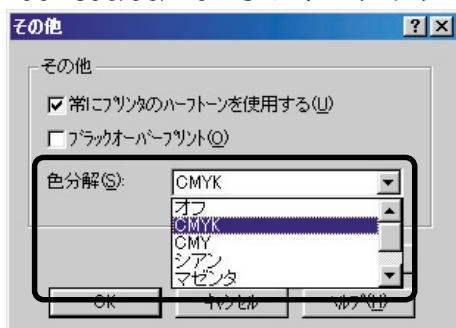 その他
その他
常にﾌﾟﾘﾝﾀのﾊｰﾌﾄｰﾝを使用する(U)
ﾌﾞﾗｯｸｵｰﾊﾞｰﾌﾟﾘﾝﾄ(O)
色分解(S): CMYK
オフ
CMYK
CMY
シアン
マゼンタ
OK ｷｬﾝｾﾙ ﾍﾙﾌﾟ(H)